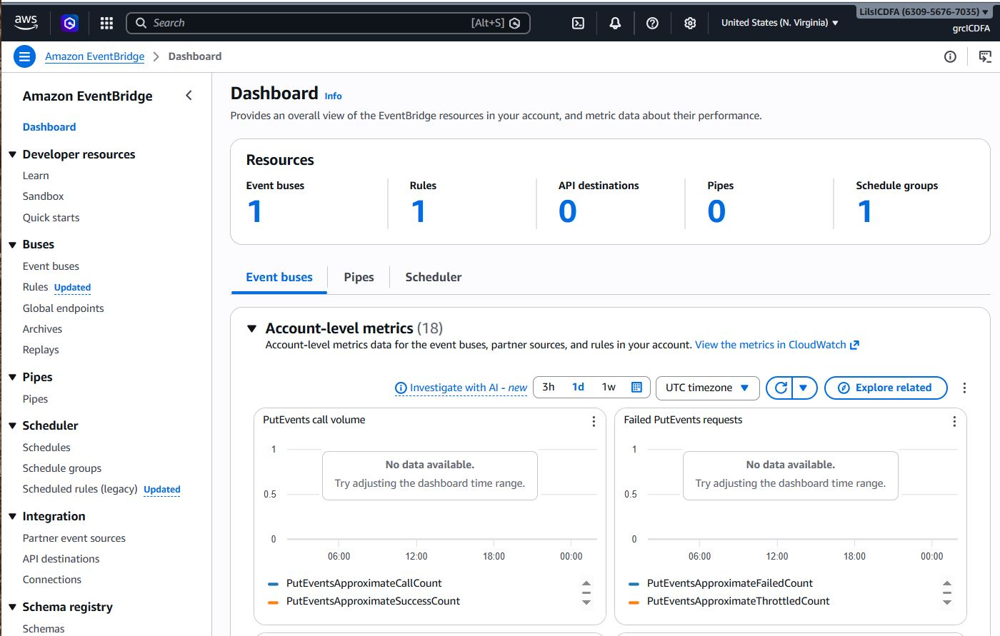 aws
Search [Alt+S]
United States (N. Virginia)
LilsICDFA (6309-5676-7035)
grcICDFA
Amazon EventBridge > Dashboard
Amazon EventBridge
Dashboard
Developer resources
Learn
Sandbox
Quick starts
Buses
Event buses
Rules Updated
Global endpoints
Archives
Replays
Pipes
Pipes
Scheduler
Schedules
Schedule groups
Scheduled rules (legacy) Updated
Integration
Partner event sources
API destinations
Connections
Schema registry
Schemas
Dashboard Info
Provides an overall view of the EventBridge resources in your account, and metric data about their performance.
Resources
Event buses
1
Rules
1
API destinations
0
Pipes
0
Schedule groups
1
Event buses Pipes Scheduler
Account-level metrics (18)
Account-level metrics data for the event buses, partner sources, and rules in your account. View the metrics in CloudWatch
Investigate with AI - new 3h 1d 1w UTC timezone Explore related
PutEvents call volume
1
No data available.
Try adjusting the dashboard time range.
0.5
0
06:00 12:00 18:00 00:00
PutEventsApproximateCallCount
PutEventsApproximateSuccessCount
Failed PutEvents requests
1
No data available.
Try adjusting the dashboard time range.
0.5
0
06:00 12:00 18:00 00:00
PutEventsApproximateFailedCount
PutEventsApproximateThrottledCount